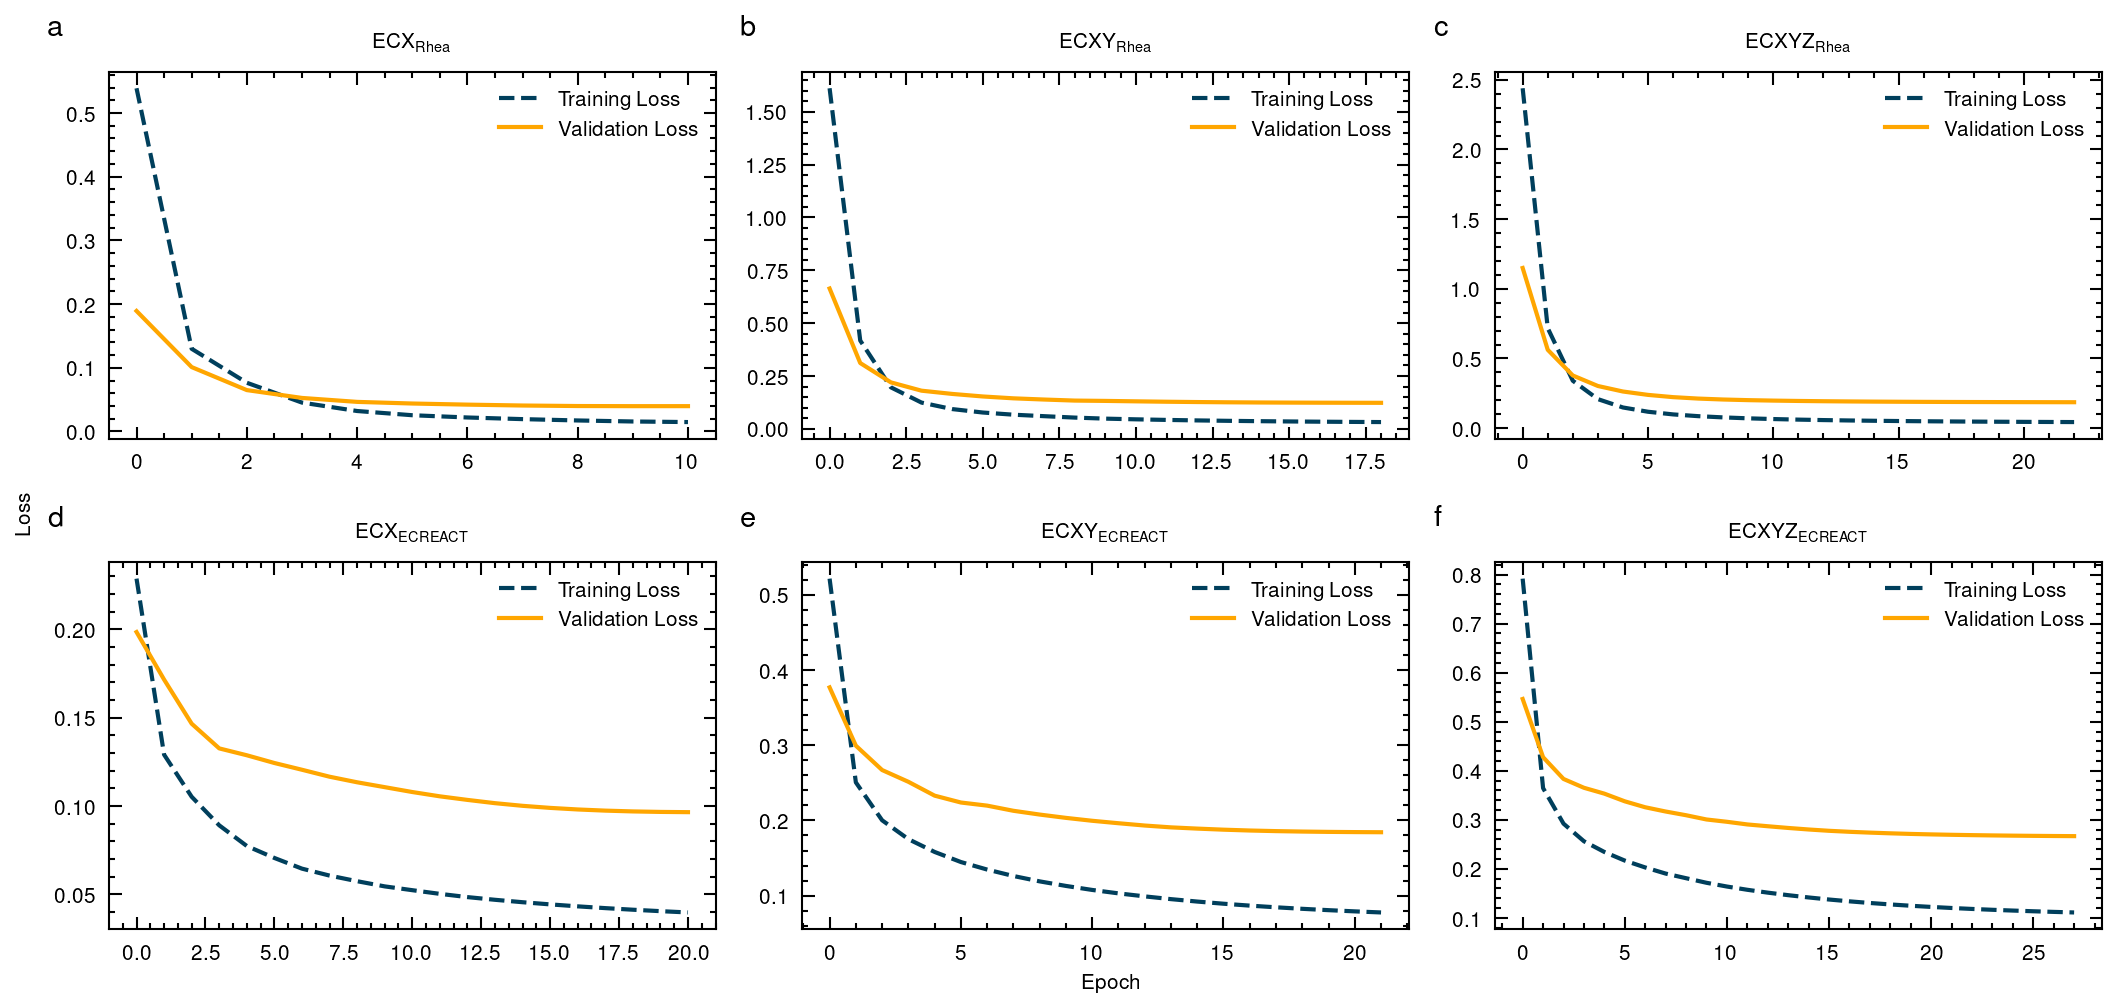 a
ECX_Rhea
Training Loss
Validation Loss
0.5
0.4
0.3
0.2
0.1
0.0
0 2 4 6 8 10
b
ECXY_Rhea
Training Loss
Validation Loss
1.50
1.25
1.00
0.75
0.50
0.25
0.00
0.0 2.5 5.0 7.5 10.0 12.5 15.0 17.5
c
ECXYZ_Rhea
Training Loss
Validation Loss
2.5
2.0
1.5
1.0
0.5
0.0
0 5 10 15 20
Loss
d
ECX_ECREACT
Training Loss
Validation Loss
0.20
0.15
0.10
0.05
0.0 2.5 5.0 7.5 10.0 12.5 15.0 17.5 20.0
e
ECXY_ECREACT
Training Loss
Validation Loss
0.5
0.4
0.3
0.2
0.1
0 5 10 15 20
f
ECXYZ_ECREACT
Training Loss
Validation Loss
0.8
0.7
0.6
0.5
0.4
0.3
0.2
0.1
0 5 10 15 20 25
Epoch